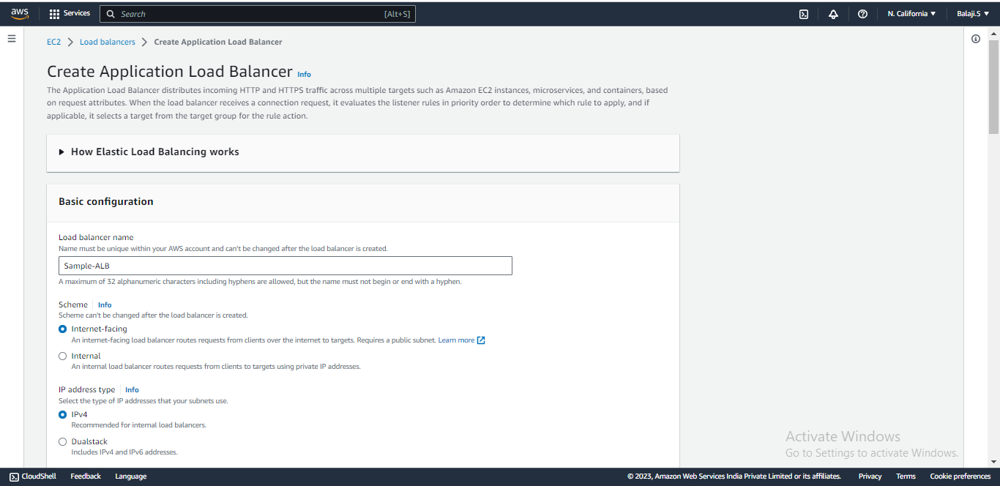 aws
Services
Search
[Alt+S]
N. California
Balaji.S
EC2 > Load balancers > Create Application Load Balancer
Create Application Load Balancer Info
The Application Load Balancer distributes incoming HTTP and HTTPS traffic across multiple targets such as Amazon EC2 instances, microservices, and containers, based
on request attributes. When the load balancer receives a connection request, it evaluates the listener rules in priority order to determine which rule to apply, and if
applicable, it selects a target from the target group for the rule action.
How Elastic Load Balancing works
Basic configuration
Load balancer name
Name must be unique within your AWS account and can't be changed after the load balancer is created.
Sample-ALB
A maximum of 32 alphanumeric characters including hyphens are allowed, but the name must not begin or end with a hyphen.
Scheme Info
Scheme can't be changed after the load balancer is created.
Internet-facing
An internet-facing load balancer routes requests from clients over the internet to targets. Requires a public subnet. Learn more
Internal
An internal load balancer routes requests from clients to targets using private IP addresses.
IP address type Info
Select the type of IP addresses that your subnets use.
IPv4
Recommended for internal load balancers.
Dualstack
Includes IPv4 and IPv6 addresses.
Activate Windows
Go to Settings to activate Windows.
CloudShell
Feedback
Language
© 2023, Amazon Web Services India Private Limited or its affiliates.
Privacy
Terms
Cookie preferences